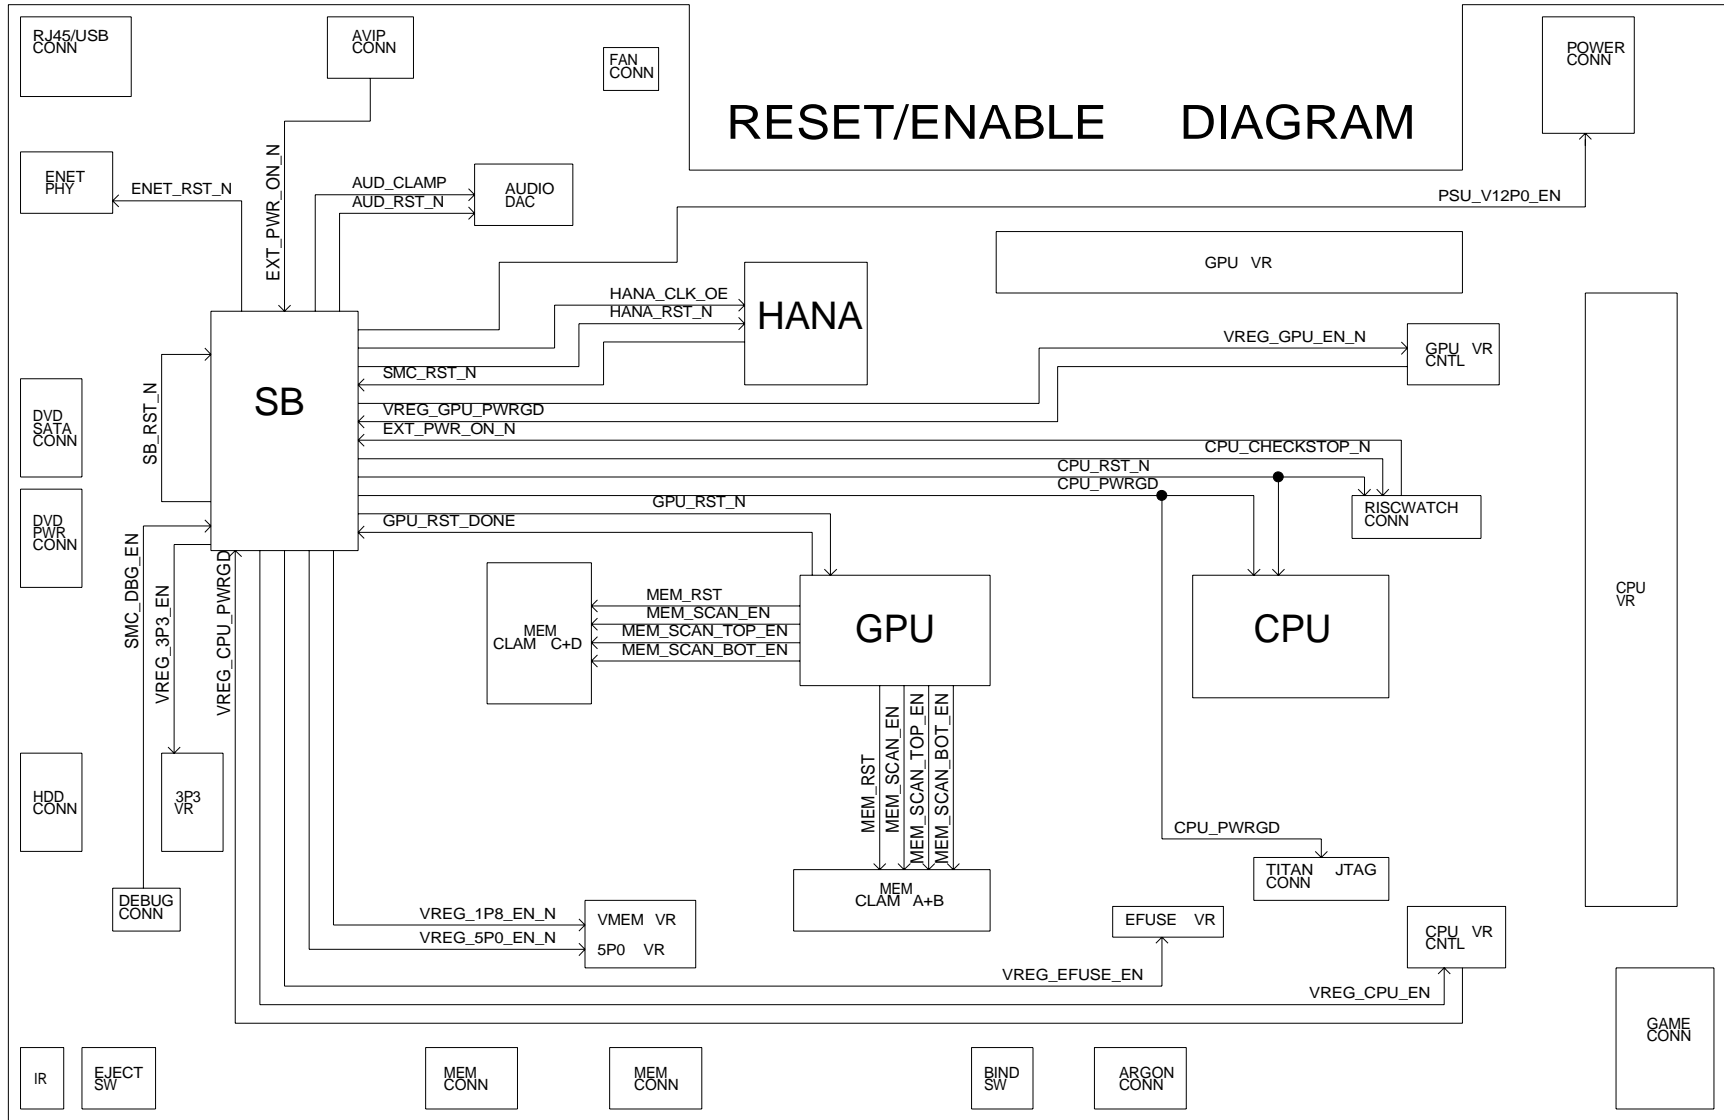 RJ45/USB
CONN
AVIP
CONN
FAN
CONN
POWER
CONN
RESET/ENABLE DIAGRAM
ENET
PHY
ENET_RST_N
EXT_PWR_ON_N
AUD_CLAMP
AUD_RST_N
AUDIO
DAC
PSU_V12P0_EN
GPU VR
HANA_CLK_OE
HANA_RST_N
HANA
SMC_RST_N
VREG_GPU_EN_N
GPU VR
CNTL
SB
SB_RST_N
VREG_GPU_PWRGD
EXT_PWR_ON_N
CPU_CHECKSTOP_N
CPU_RST_N
CPU_PWRGD
DVD
SATA
CONN
DVD
PWR
CONN
GPU_RST_N
GPU_RST_DONE
RISCWATCH
CONN
SMC_DBG_EN
VREG_3P3_EN
VREG_CPU_PWRGD
MEM
CLAM C+D
MEM_RST
MEM_SCAN_EN
MEM_SCAN_TOP_EN
MEM_SCAN_BOT_EN
GPU
CPU
CPU
VR
MEM_RST
MEM_SCAN_EN
MEM_SCAN_TOP_EN
MEM_SCAN_BOT_EN
HDD
CONN
3P3
VR
CPU_PWRGD
TITAN JTAG
CONN
DEBUG
CONN
MEM
CLAM A+B
VREG_1P8_EN_N
VREG_5P0_EN_N
VMEM VR
5P0 VR
EFUSE VR
CPU VR
CNTL
VREG_EFUSE_EN
VREG_CPU_EN
GAME
CONN
IR
EJECT
SW
MEM
CONN
MEM
CONN
BIND
SW
ARGON
CONN